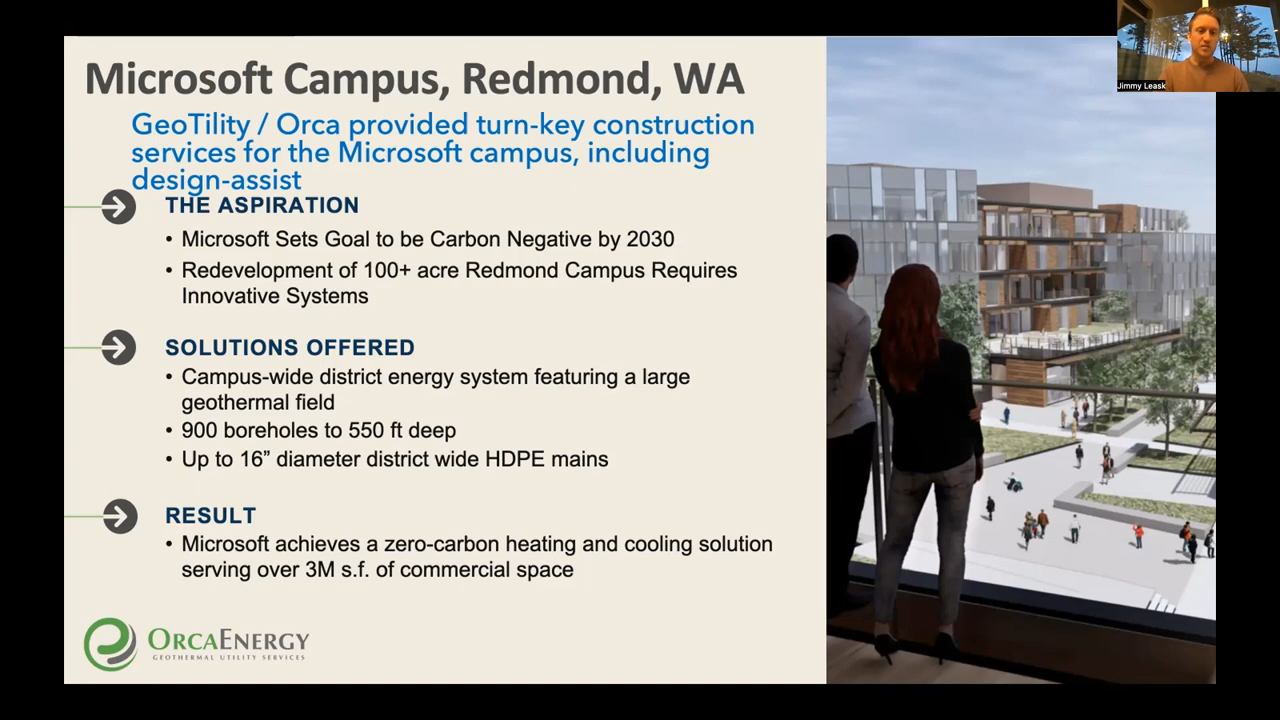 Microsoft Campus, Redmond, WA
GeoTility / Orca provided turn-key construction
services for the Microsoft campus, including
design-assist
THE ASPIRATION
• Microsoft Sets Goal to be Carbon Negative by 2030
• Redevelopment of 100+ acre Redmond Campus Requires
Innovative Systems
SOLUTIONS OFFERED
• Campus-wide district energy system featuring a large
geothermal field
• 900 boreholes to 550 ft deep
• Up to 16” diameter district wide HDPE mains
RESULT
• Microsoft achieves a zero-carbon heating and cooling solution
serving over 3M s.f. of commercial space
ORCAENERGY
GEOTHERMAL UTILITY SERVICES
Jimmy Leask